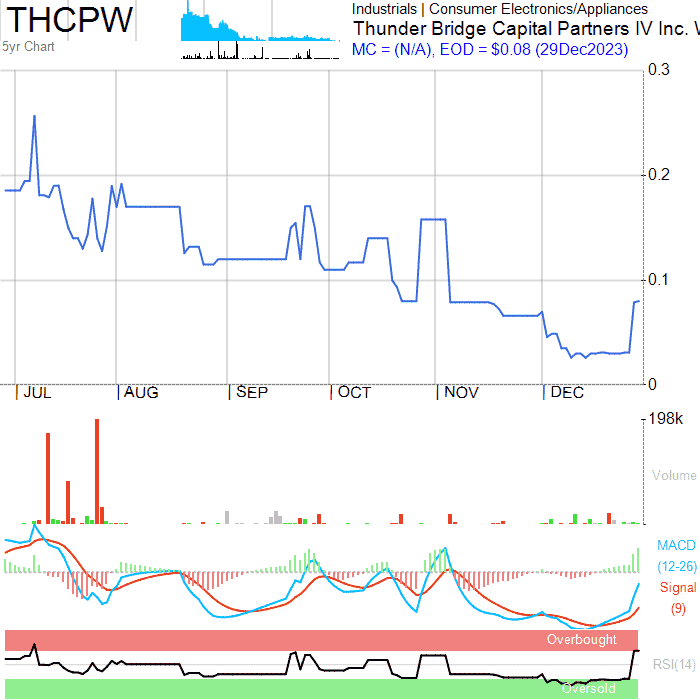 THCPW
Industrials | Consumer Electronics/Appliances
Thunder Bridge Capital Partners IV Inc. W
5yr Chart
MC = (N/A), EOD = $0.08 (29Dec2023)
0.3
0.2
0.1
0
JUL AUG SEP OCT NOV DEC
198k
Volume
MACD
(12-26)
Signal
(9)
Overbought
RSI(14)
Oversold